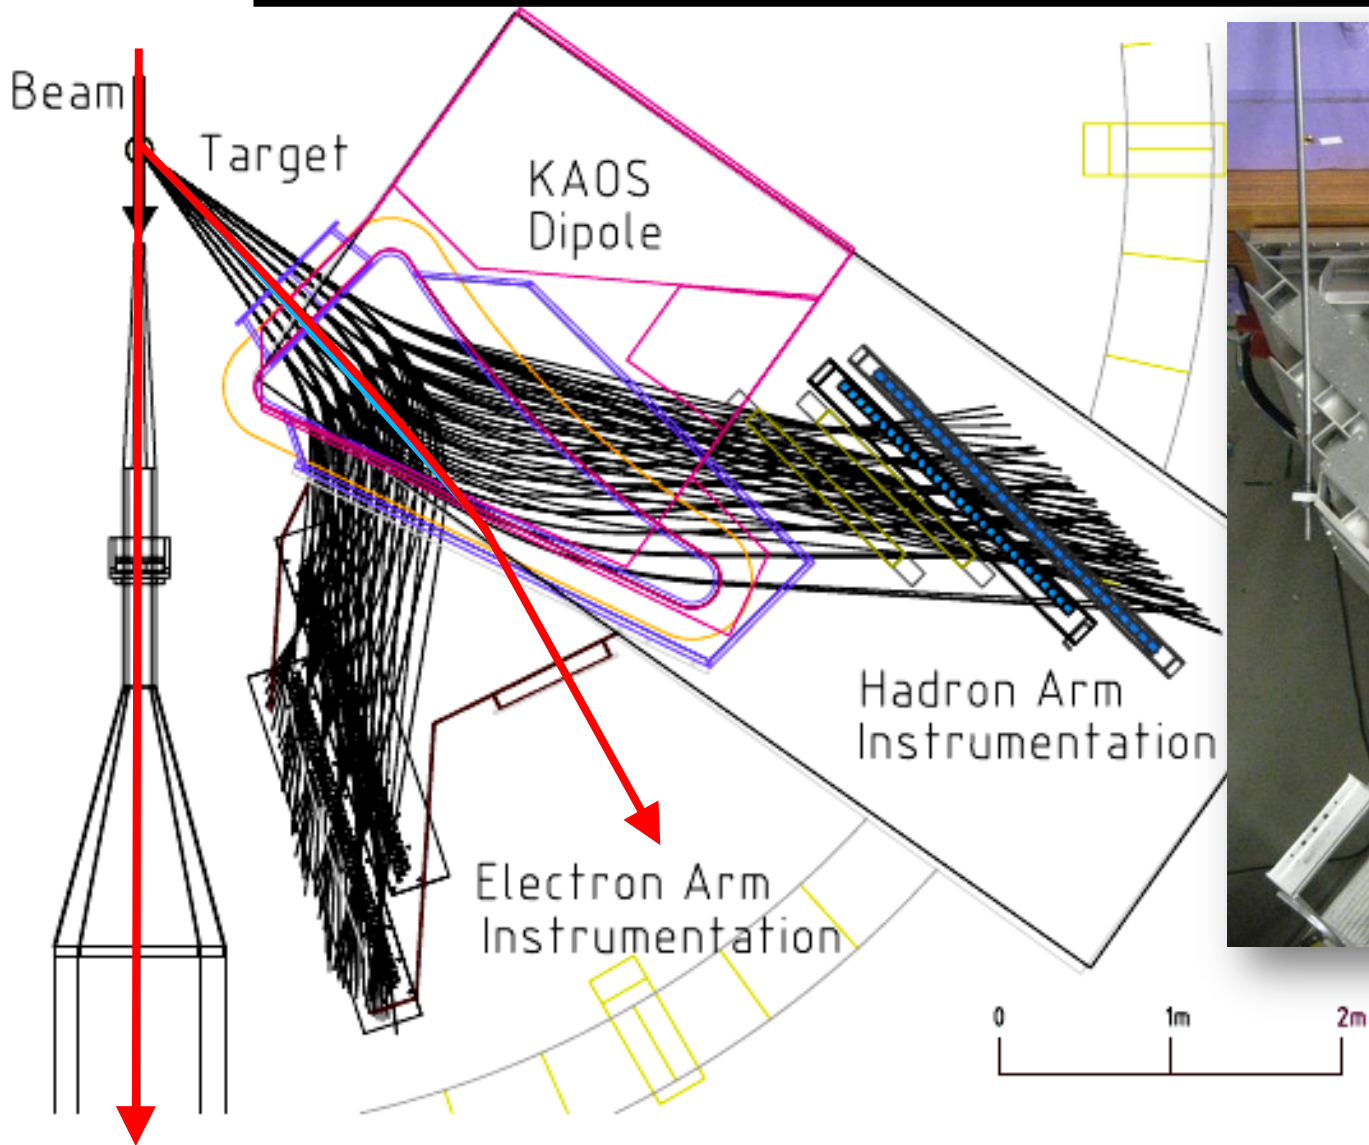 Beam
Target
KAOS
Dipole
Hadron Arm
Instrumentation
Electron Arm
Instrumentation
0 1m 2m